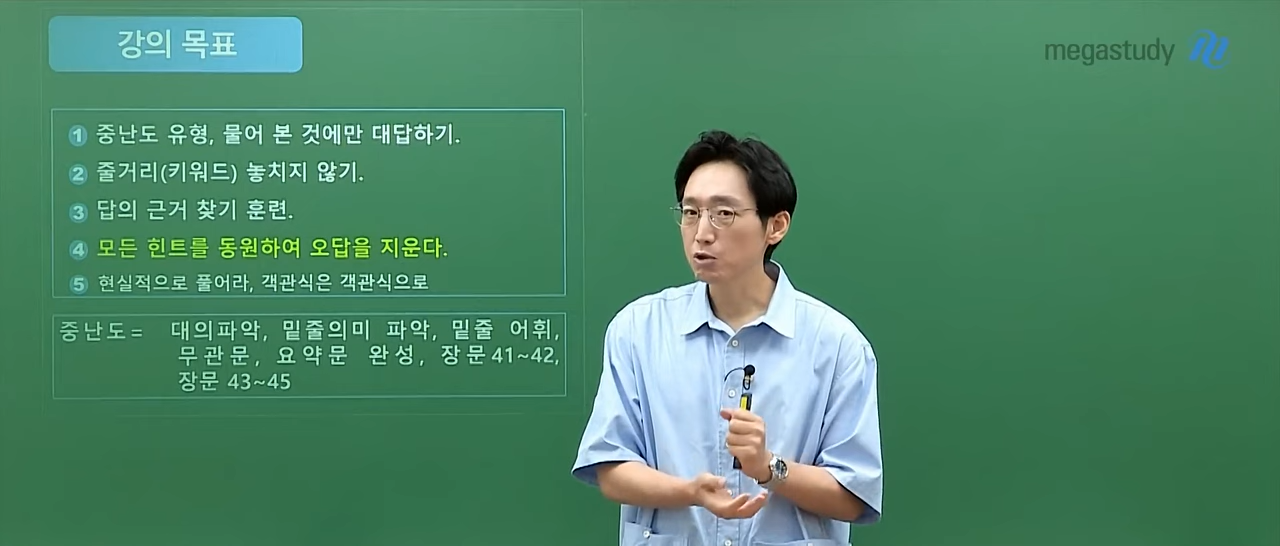 강의 목표
megastudy
1 중난도 유형, 물어 본 것에만 대답하기.
2 줄거리(키워드) 놓치지 않기.
3 답의 근거 찾기 훈련.
4 모든 힌트를 동원하여 오답을 지운다.
5 현실적으로 풀어라, 객관식은 객관식으로
중난도 = 대의파악, 밑줄의미 파악, 밑줄 어휘,
무관문, 요약문 완성, 장문 41~42,
장문 43~45